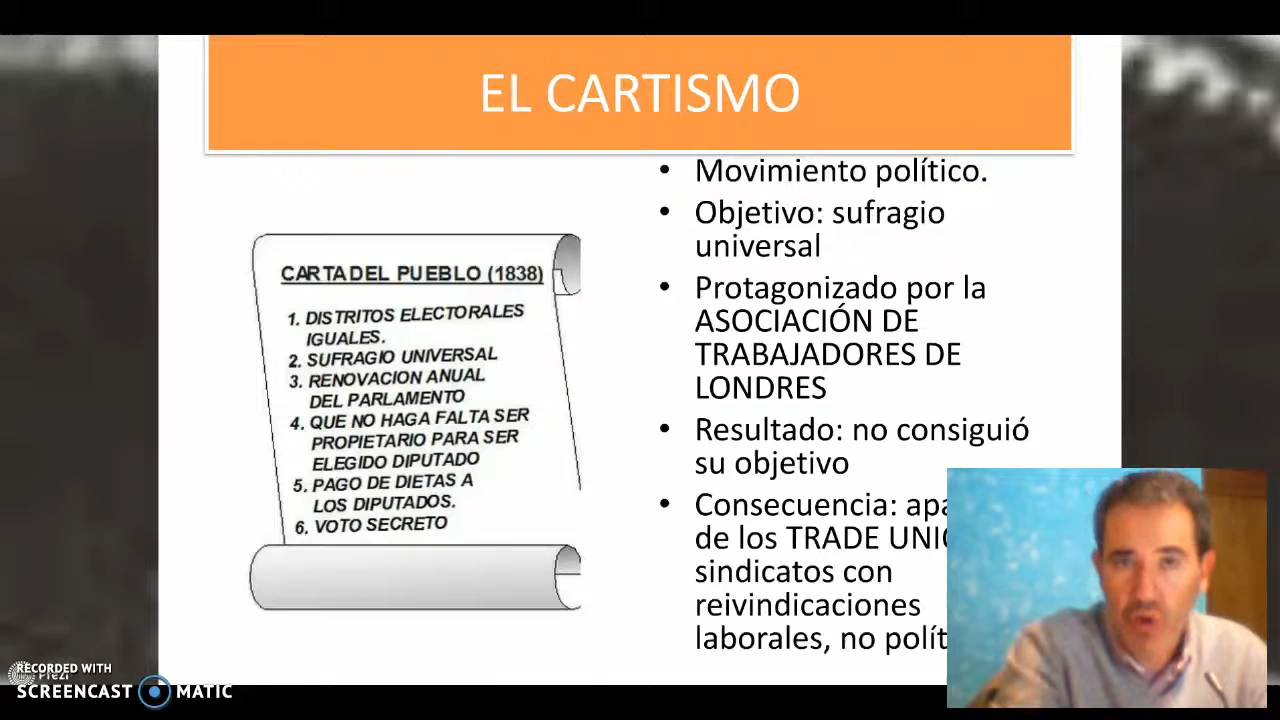 EL CARTISMO
CARTA DEL PUEBLO (1838)
1. DISTRITOS ELECTORALES
IGUALES.
2. SUFRAGIO UNIVERSAL
3. RENOVACION ANUAL
DEL PARLAMENTO
4. QUE NO HAGA FALTA SER
PROPIETARIO PARA SER
ELEGIDO DIPUTADO
5. PAGO DE DIETAS A
LOS DIPUTADOS.
6. VOTO SECRETO
• Movimiento político.
• Objetivo: sufragio
universal
• Protagonizado por la
ASOCIACIÓN DE
TRABAJADORES DE
LONDRES
• Resultado: no consiguió
su objetivo
• Consecuencia:
de los TRADE
sindicatos con
reivindicaciones
laborales, no
RECORDED WITH
Prezi
SCREENCAST MATIC